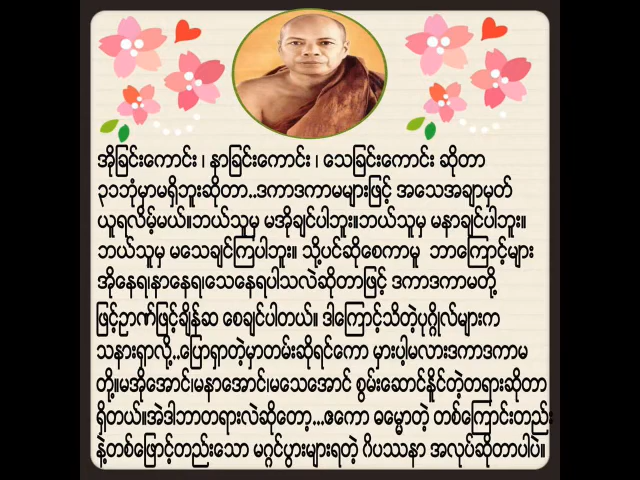 အိုခြင်းကောင်း ၊ နာခြင်းကောင်း ၊ သေခြင်းကောင်း ဆိုတာ
၃၁ဘုံမှာမရှိဘူးဆိုတာ..ဒကာဒကာမများဖြင့် အသေအချာမှတ်
ယူရလိမ့်မယ်။ဘယ်သူမှ မအိုချင်ပါဘူး။ဘယ်သူမှ မနာချင်ပါဘူး။
ဘယ်သူမှ မသေချင်ကြပါဘူး။ သို့ပင်ဆိုစေကာမူ ဘာကြောင့်များ
အိုနေရ၊နာနေရ၊သေနေရပါသလဲဆိုတာဖြင့် ဒကာဒကာမတို့
ဖြင့်ဉာဏ်ဖြင့်ချိန်ဆ စေချင်ပါတယ်။ ဒါကြောင့်သိတဲ့ပုဂ္ဂိုလ်များက
သနားရှာလို့..ပြောရှာတဲ့မှာတမ်းဆိုရင်ကော မှားပါ့မလားဒကာဒကာမ
တို့။မအိုအောင်၊မနာအောင်၊မသေအောင် စွမ်းဆောင်နိုင်တဲ့တရားဆိုတာ
ရှိတယ်။အဲဒါဘာတရားလဲဆိုတော့...ဧကော ဓမ္မောတဲ့ တစ်ကြောင်းတည်း
နဲ့တစ်ဖြောင့်တည်းသော မဂ္ဂင်ပွားများရတဲ့ ဝိပဿနာ အလုပ်ဆိုတာပါပဲ။